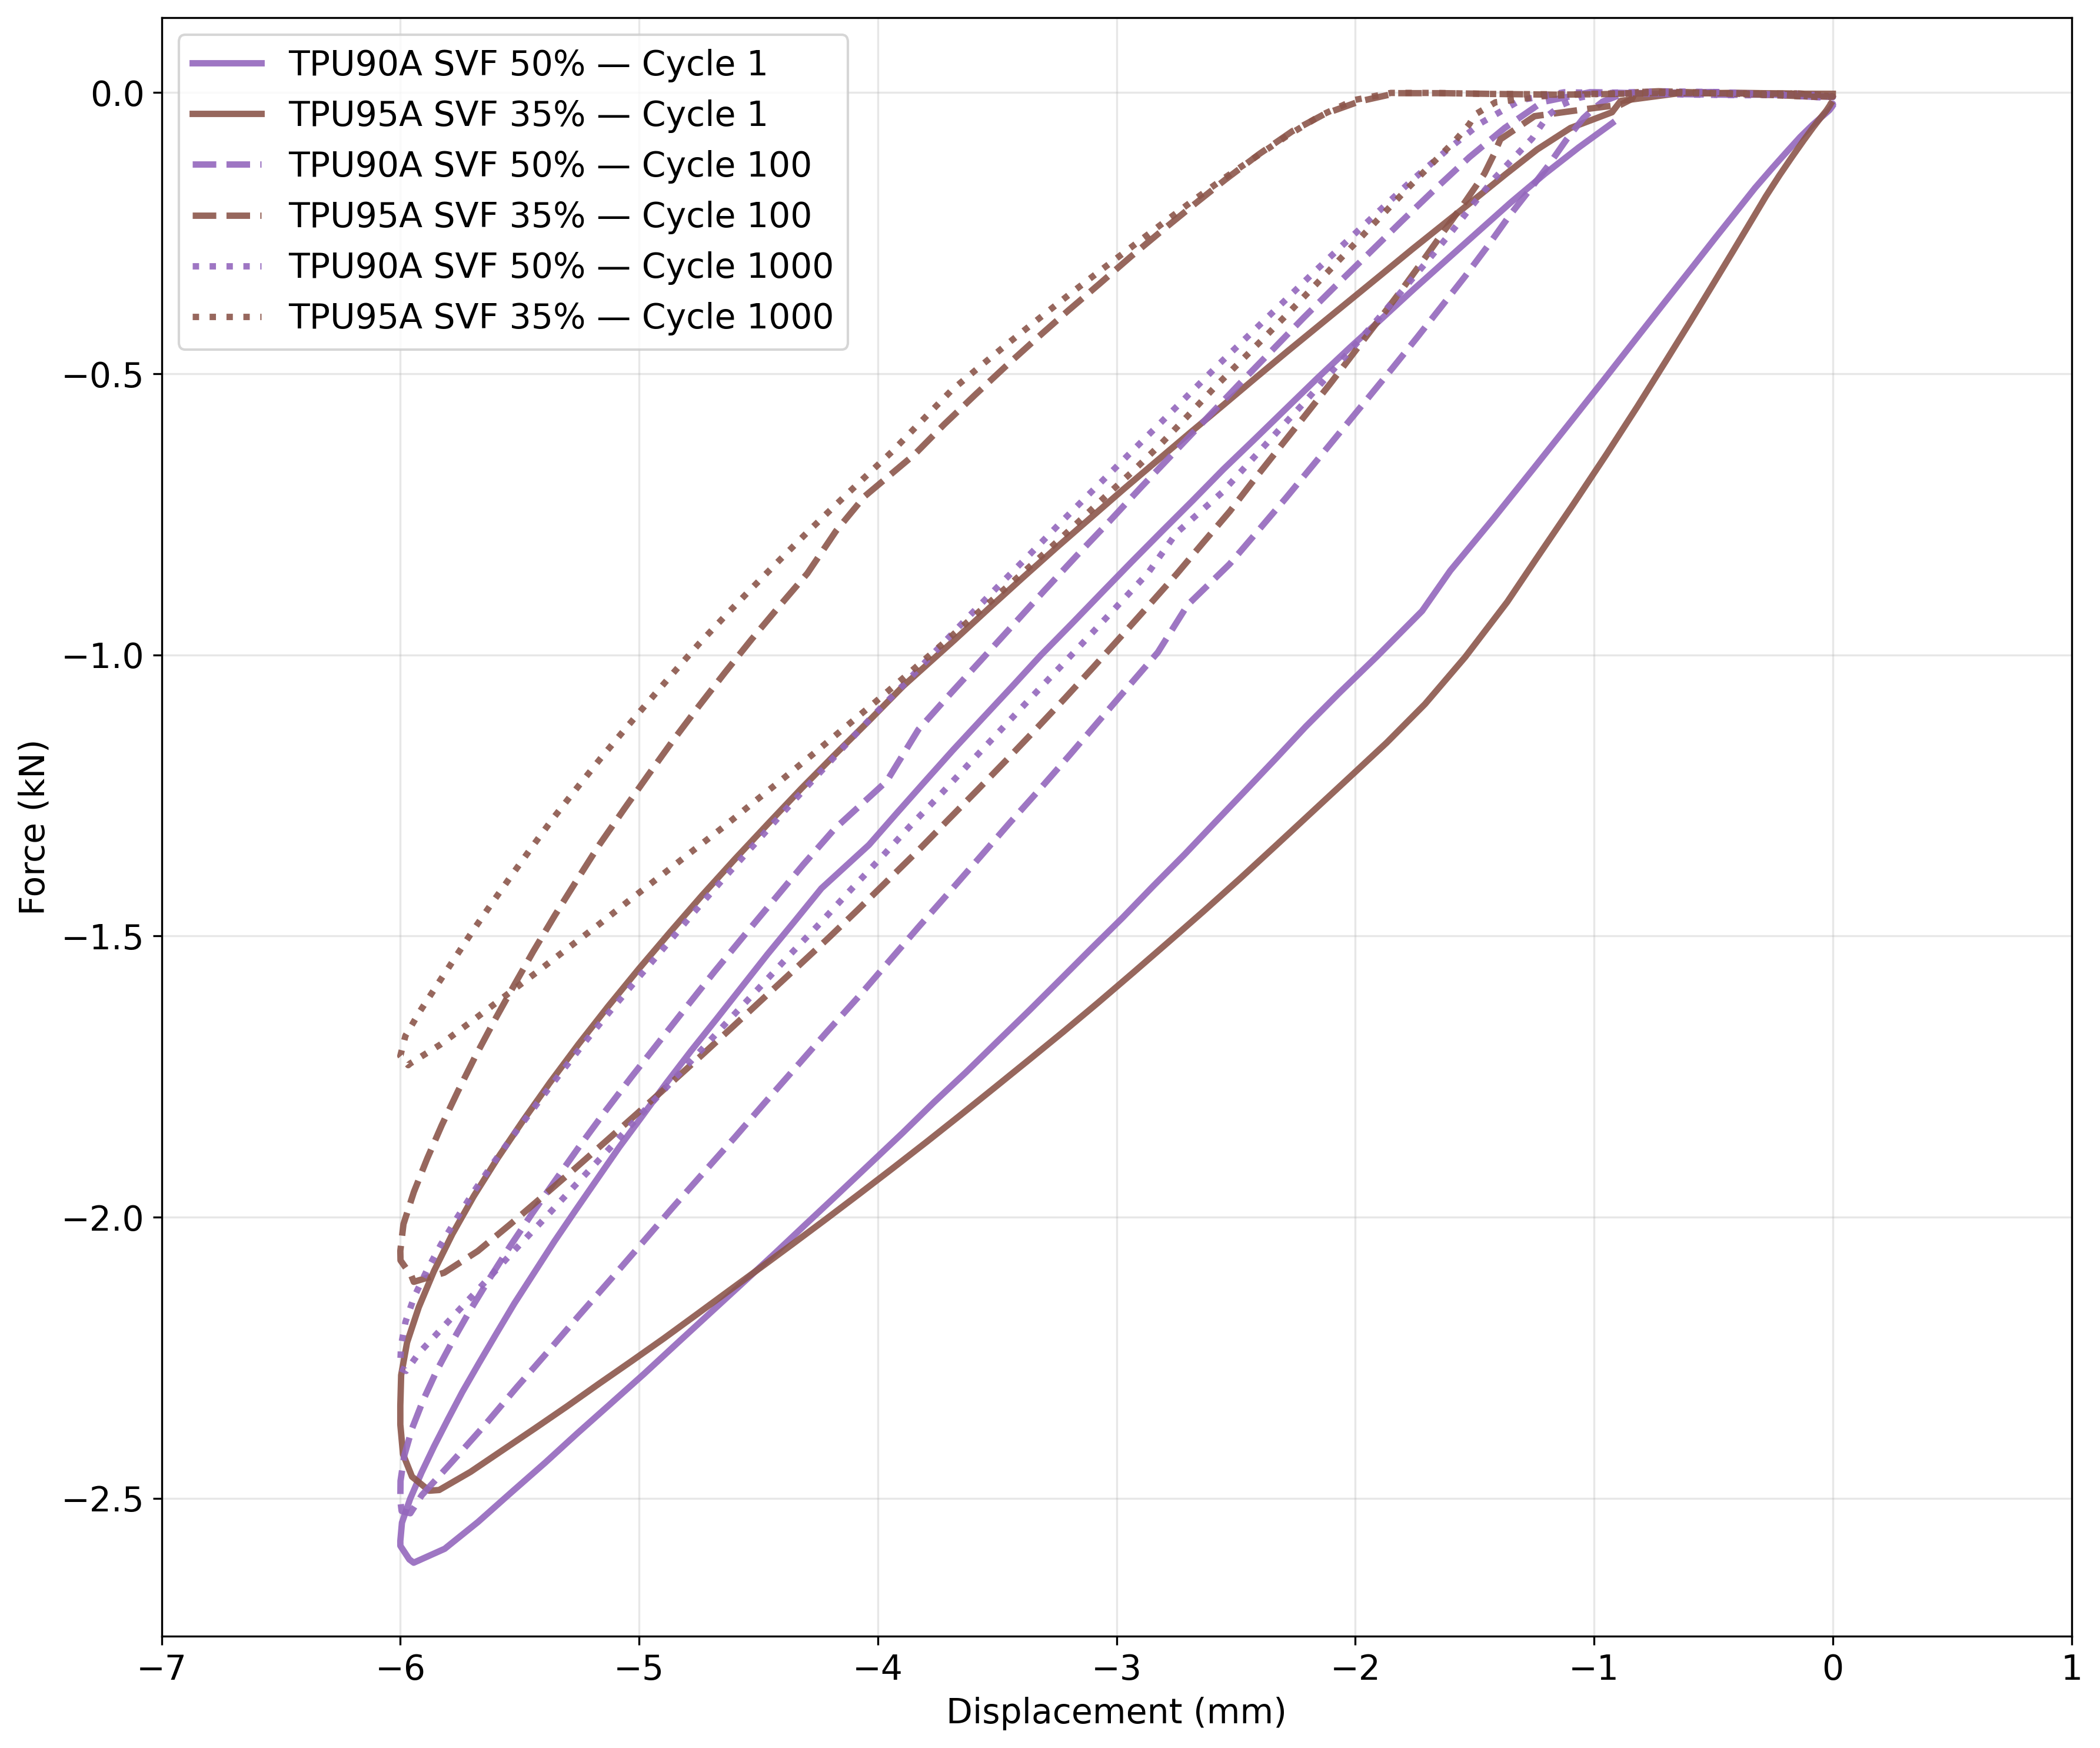 TPU90A SVF 50% — Cycle 1
TPU95A SVF 35% — Cycle 1
TPU90A SVF 50% — Cycle 100
TPU95A SVF 35% — Cycle 100
TPU90A SVF 50% — Cycle 1000
TPU95A SVF 35% — Cycle 1000
0.0
−0.5
−1.0
−1.5
−2.0
−2.5
Force (kN)
−7 −6 −5 −4 −3 −2 −1 0 1
Displacement (mm)